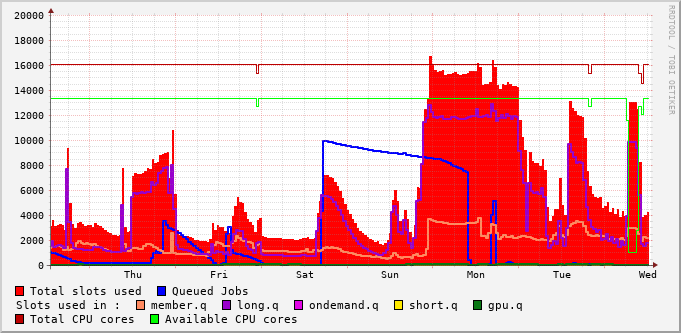 20000
18000
16000
14000
12000
10000
8000
6000
4000
2000
0
Thu Fri Sat Sun Mon Tue Wed
RRDTOOL / TOBI OETIKER
Total slots used Queued Jobs
Slots used in : member.q long.q ondemand.q short.q gpu.q
Total CPU cores Available CPU cores